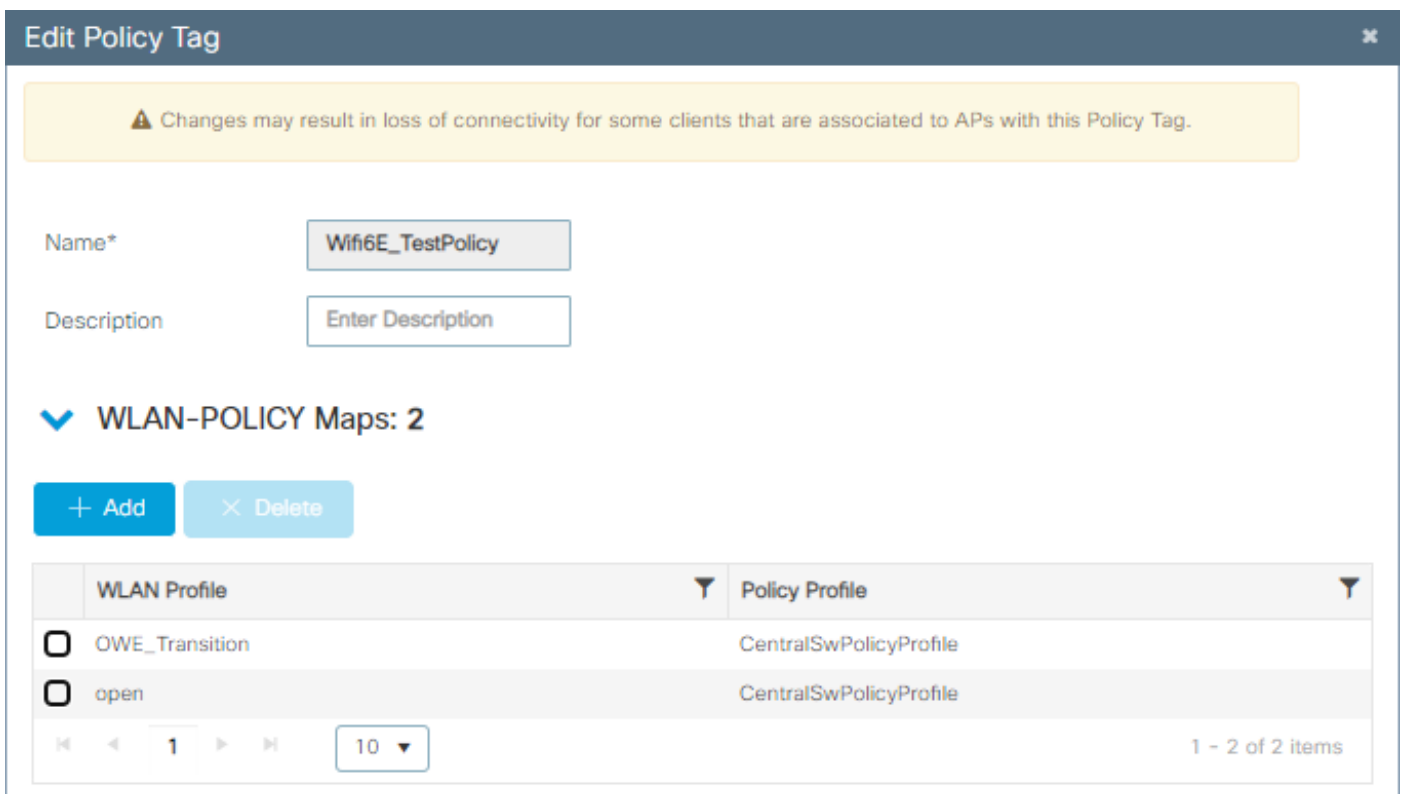 Edit Policy Tag
Changes may result in loss of connectivity for some clients that are associated to APs with this Policy Tag.
Name* Wifi6E_TestPolicy
Description Enter Description
WLAN-POLICY Maps: 2
+ Add × Delete
WLAN Profile Policy Profile
OWE_Transition CentralSwPolicyProfile
open CentralSwPolicyProfile
1 10 1 - 2 of 2 items